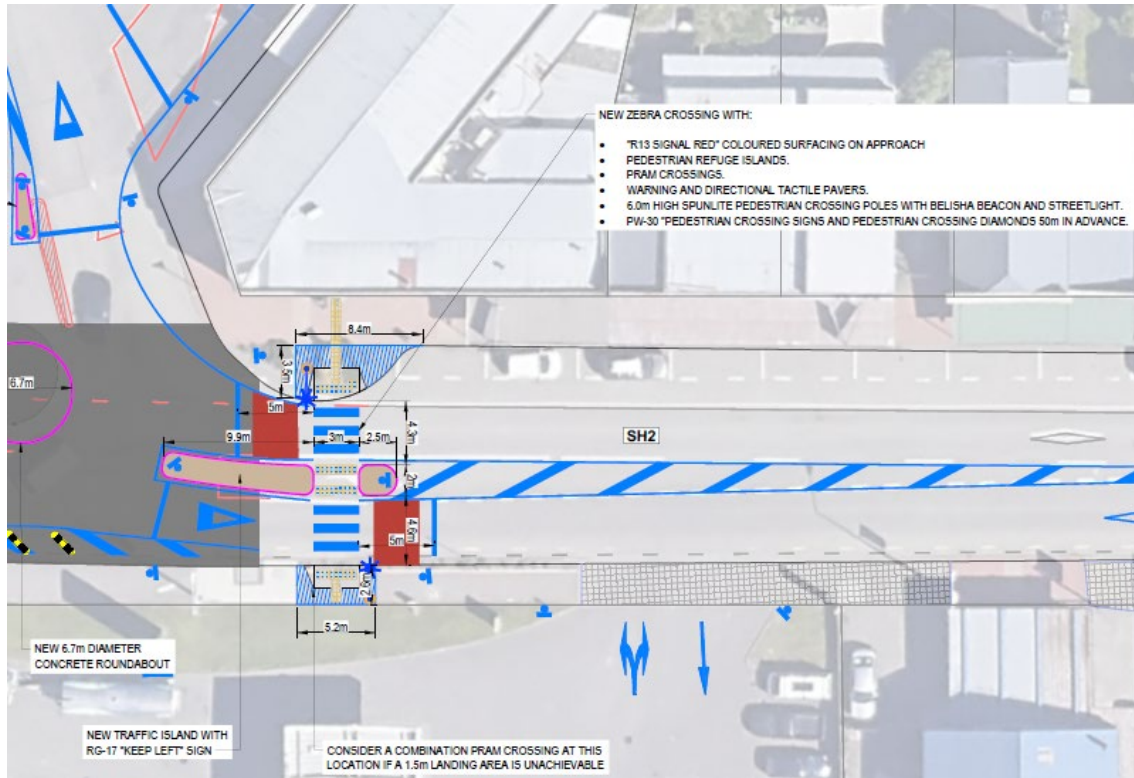 NEW ZEBRA CROSSING WITH:
• "R13 SIGNAL RED" COLOURED SURFACING ON APPROACH
• PEDESTRIAN REFUGE ISLANDS.
• PRAM CROSSINGS.
• WARNING AND DIRECTIONAL TACTILE PAVERS.
• 6.0m HIGH SPUNLITE PEDESTRIAN CROSSING POLES WITH BELISHA BEACON AND STREETLIGHT.
• PW-30 "PEDESTRIAN CROSSING SIGNS AND PEDESTRIAN CROSSING DIAMONDS 50m IN ADVANCE.
8.4m
3.5m
6.7m
5m
4.3m
9.9m
3m
2.5m
SH2
2m
4.6m
5m
2.6m
5.2m
NEW 6.7m DIAMETER
CONCRETE ROUNDABOUT
NEW TRAFFIC ISLAND WITH
RG-17 "KEEP LEFT" SIGN
CONSIDER A COMBINATION PRAM CROSSING AT THIS
LOCATION IF A 1.5m LANDING AREA IS UNACHIEVABLE